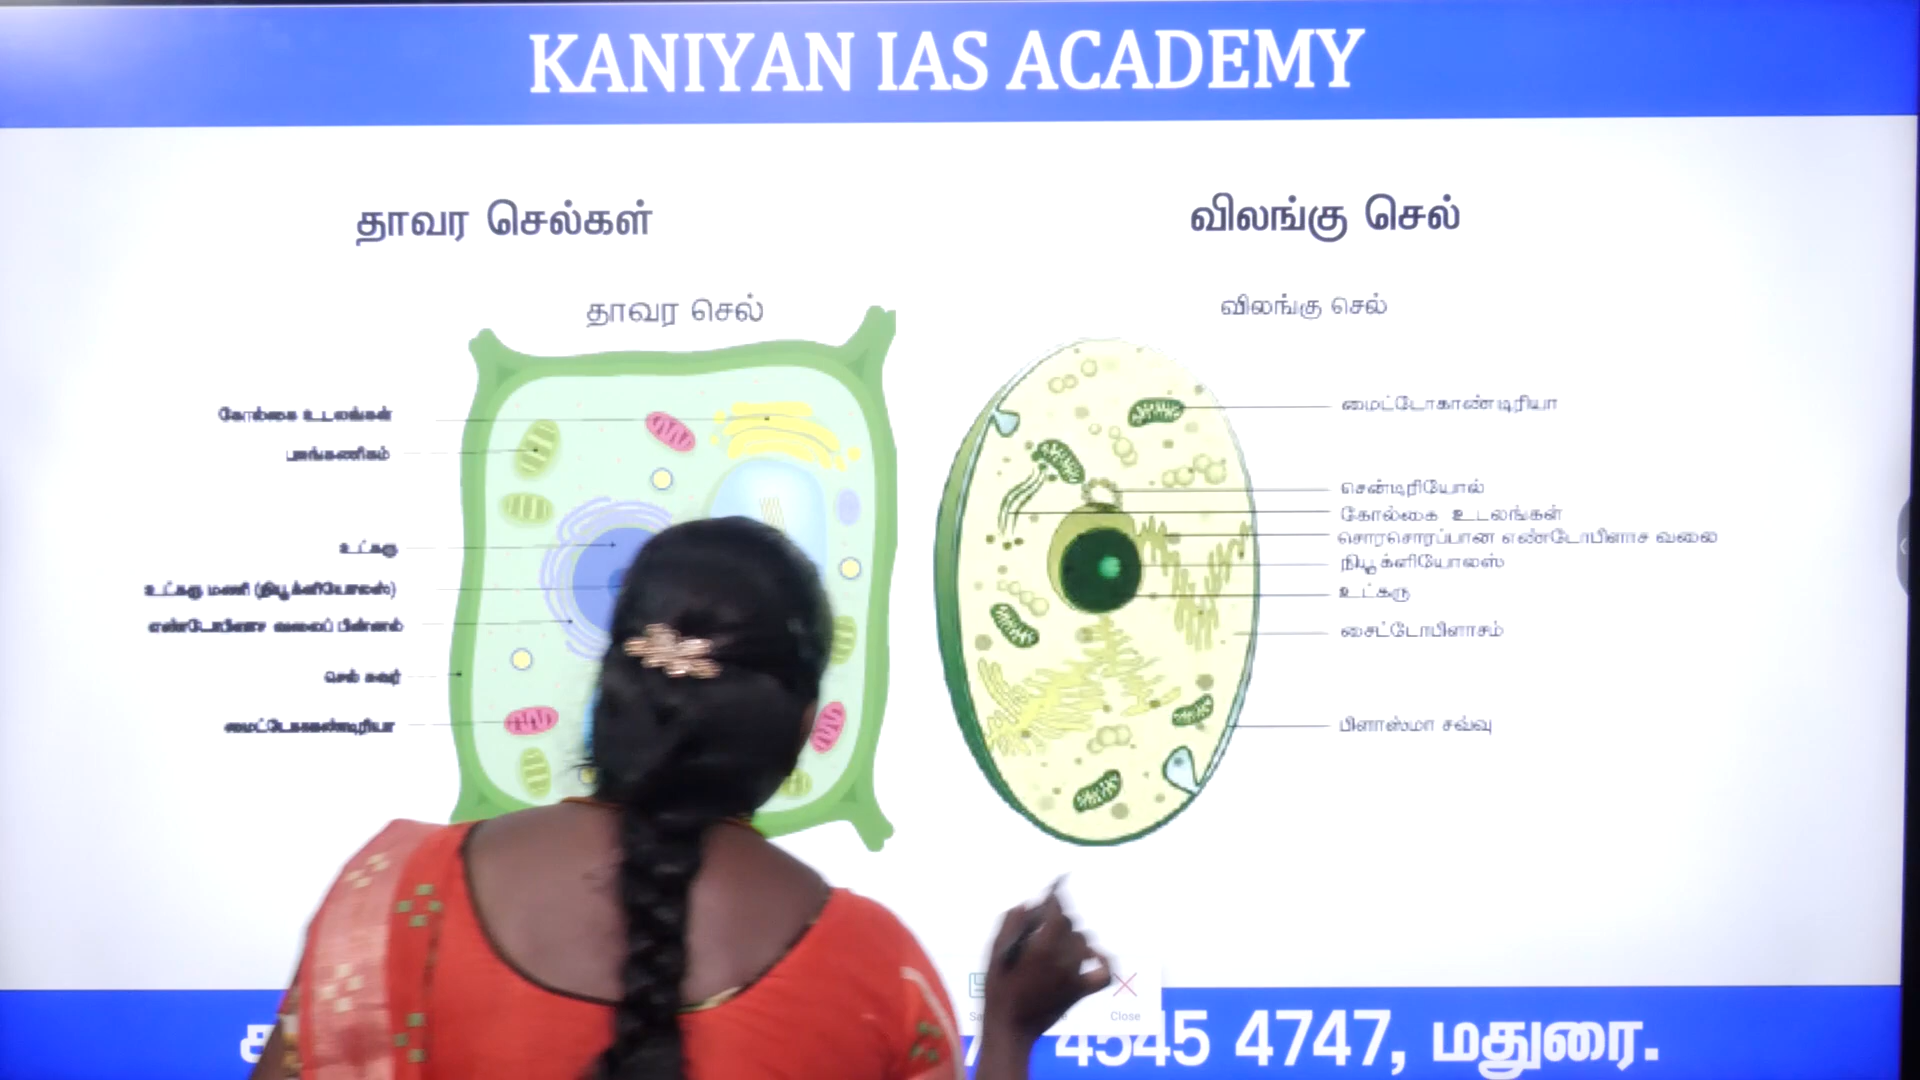 KANIYAN IAS ACADEMY
தாவர செல்கள்
விலங்கு செல்
தாவர செல்
விலங்கு செல்
கோல்கை உடலங்கள்
பசுங்கணிகம்
உட்கரு
உட்கரு மணி (நியூக்ளியோலஸ்)
எண்டோபிளாச வலைப் பின்னல்
செல் சுவர்
மைட்டோகாண்டிரியா
மைட்டோகாண்டிரியா
சென்டிரியோல்
கோல்கை உடலங்கள்
சொரசொரப்பான எண்டோபிளாச வலை
நியூக்ளியோலஸ்
உட்கரு
சைட்டோபிளாசம்
பிளாஸ்மா சவ்வு
Close
4545 4747, மதுரை.